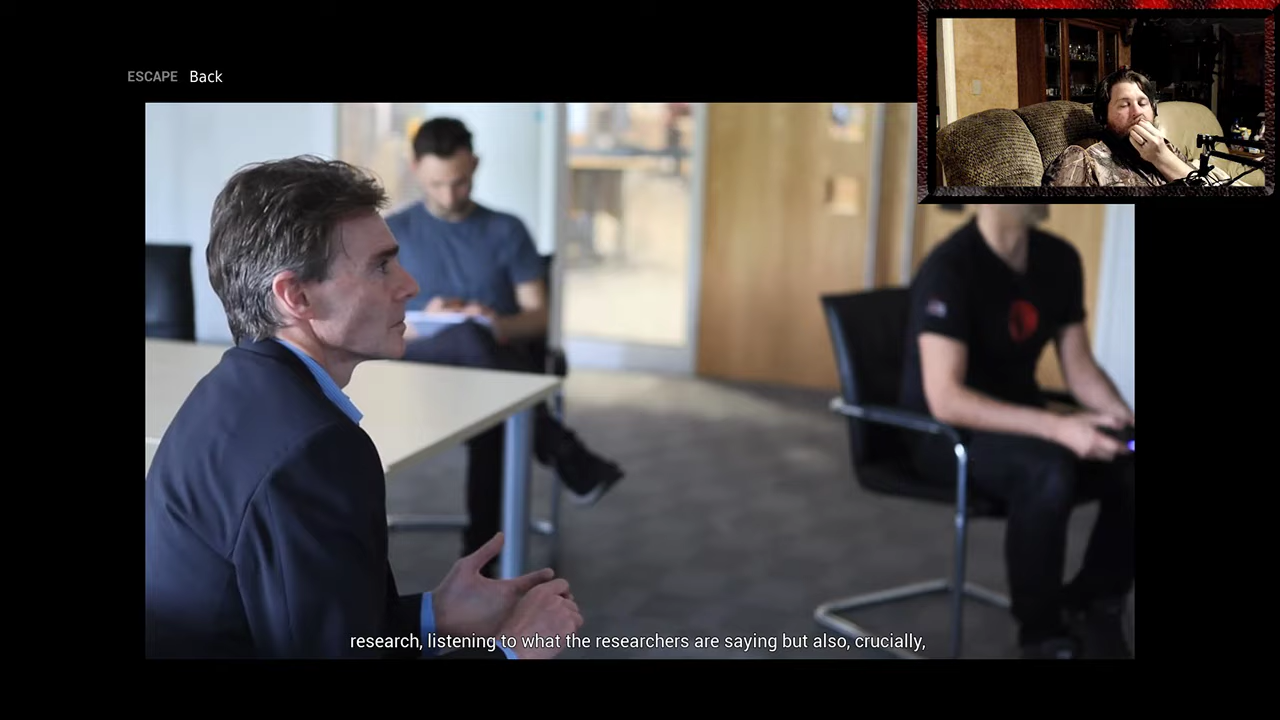 ESCAPE Back
research, listening to what the researchers are saying but also, crucially,